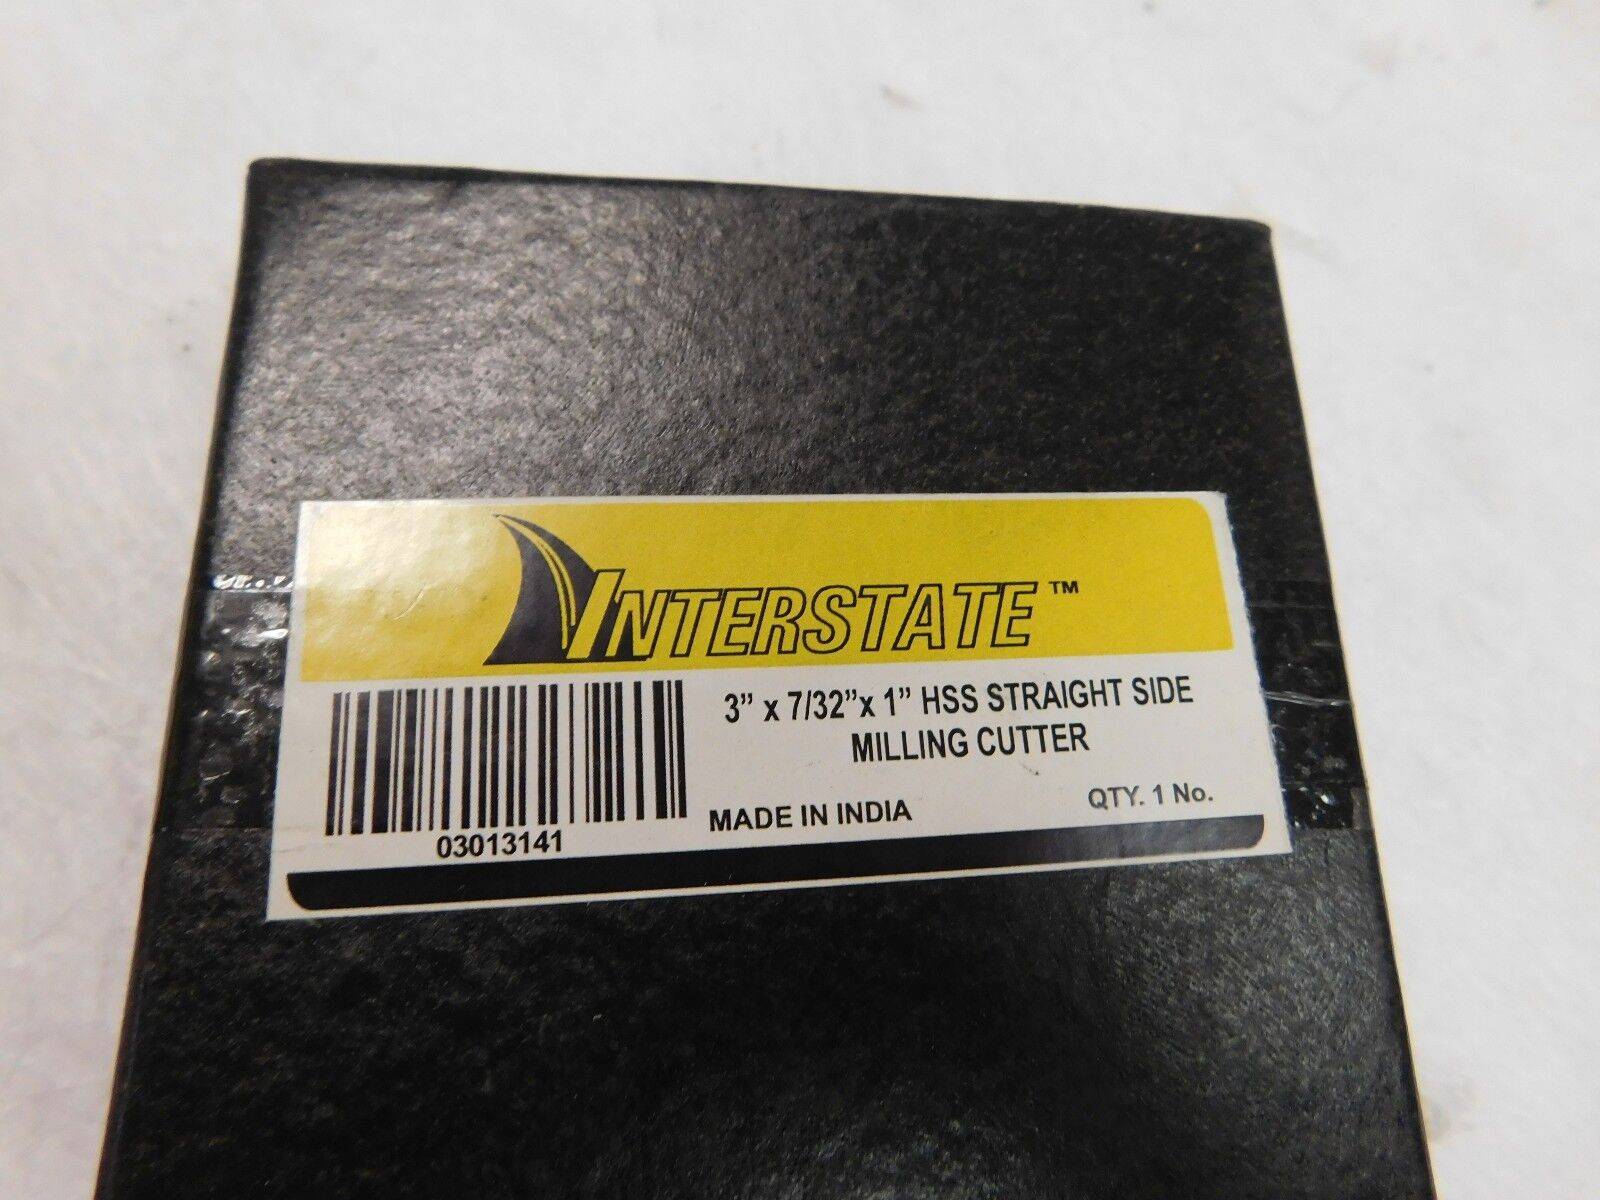 INTERSTATE™
3” x 7/32”x 1” HSS STRAIGHT SIDE
MILLING CUTTER
03013141
MADE IN INDIA
QTY. 1 No.